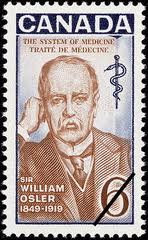 CANADA
THE SYSTEM OF MEDICINE
TRAITÉ DE MÉDECINE
SIR
WILLIAM
OSLER
1849-1919
6